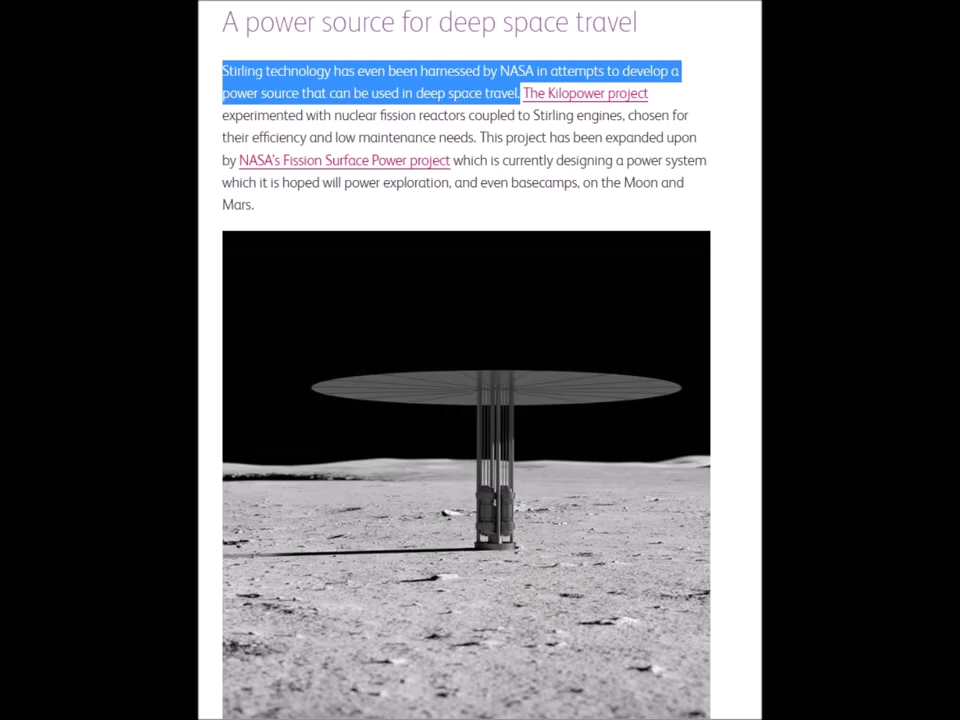 A power source for deep space travel
Stirling technology has even been harnessed by NASA in attempts to develop a
power source that can be used in deep space travel. The Kilopower project
experimented with nuclear fission reactors coupled to Stirling engines, chosen for
their efficiency and low maintenance needs. This project has been expanded upon
by NASA's Fission Surface Power project which is currently designing a power system
which it is hoped will power exploration, and even basecamps, on the Moon and
Mars.